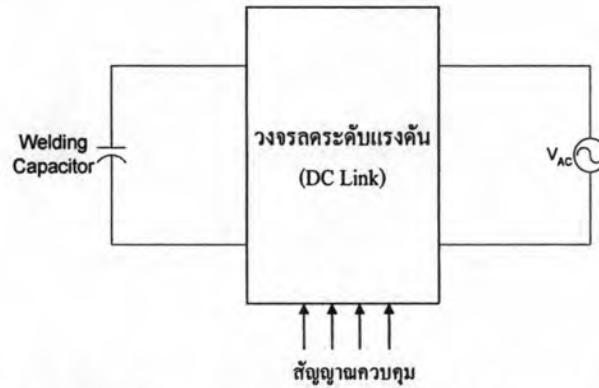 วงจรลดระดับแรงดัน
(DC Link)
Welding
Capacitor
V_AC
สัญญาณควบคุม